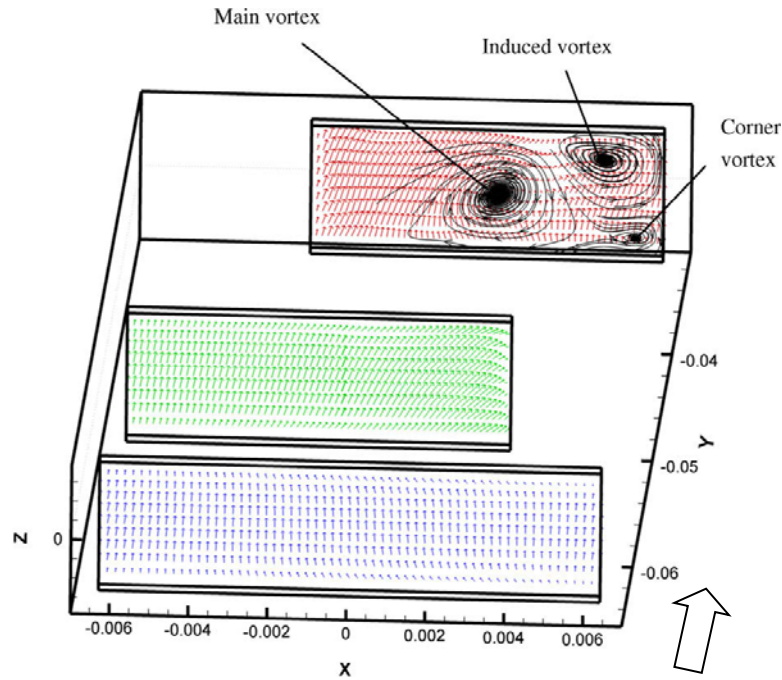 Main vortex
Induced vortex
Corner
vortex
-0.04
Y
-0.05
Z
0
-0.06
-0.006
-0.004
-0.002
0
0.002
0.004
0.006
X